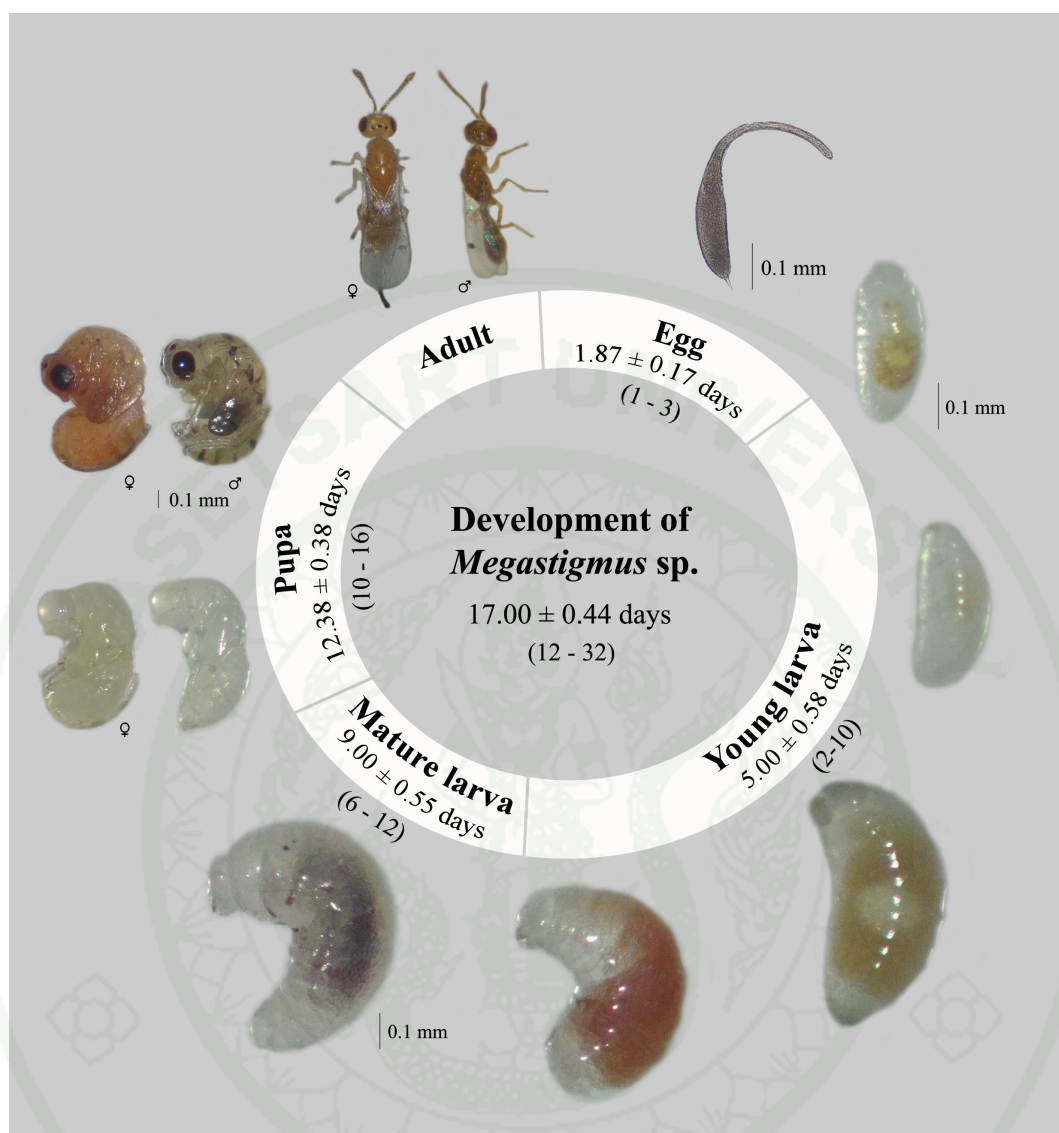 ♀
♂
0.1 mm
Adult
Egg
1.87 ± 0.17 days
(1 - 3)
0.1 mm
♀
♂
0.1 mm
Development of
Megastigmus sp.
17.00 ± 0.44 days
(12 - 32)
Pupa
12.38 ± 0.38 days
(10 - 16)
♀
Young larva
5.00 ± 0.58 days
(2-10)
Mature larva
9.00 ± 0.55 days
(6 - 12)
0.1 mm